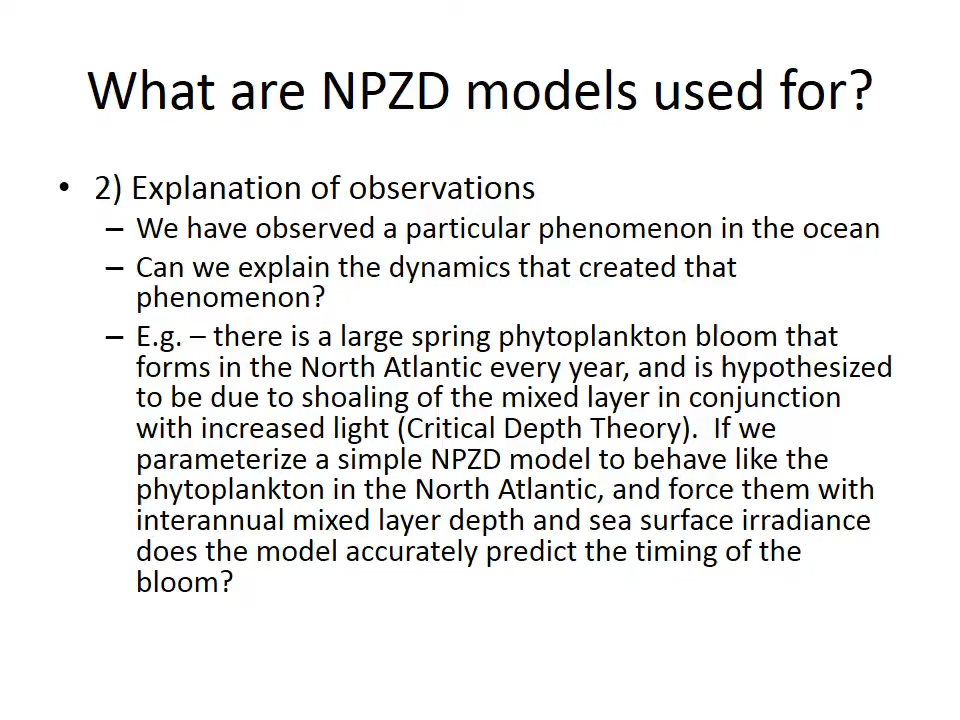 What are NPZD models used for?
• 2) Explanation of observations
– We have observed a particular phenomenon in the ocean
– Can we explain the dynamics that created that
phenomenon?
– E.g. – there is a large spring phytoplankton bloom that
forms in the North Atlantic every year, and is hypothesized
to be due to shoaling of the mixed layer in conjunction
with increased light (Critical Depth Theory).  If we
parameterize a simple NPZD model to behave like the
phytoplankton in the North Atlantic, and force them with
interannual mixed layer depth and sea surface irradiance
does the model accurately predict the timing of the
bloom?